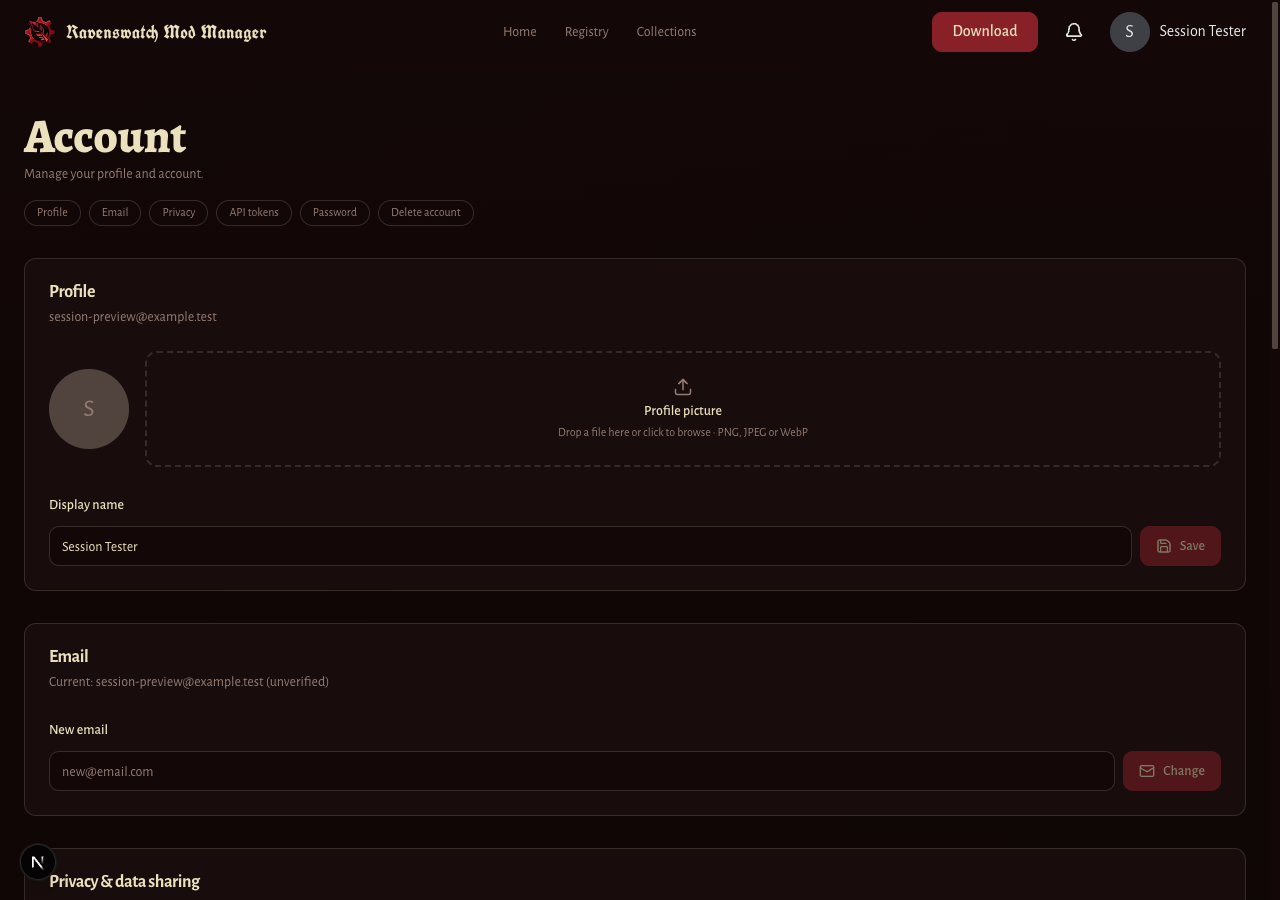 Ravenswatch Mod Manager
Home
Registry
Collections
Download
S
Session Tester
Account
Manage your profile and account.
Profile
Email
Privacy
API tokens
Password
Delete account
Profile
session-preview@example.test
S
Profile picture
Drop a file here or click to browse · PNG, JPEG or WebP
Display name
Session Tester
Save
Email
Current: session-preview@example.test (unverified)
New email
new@email.com
Change
N
Privacy & data sharing